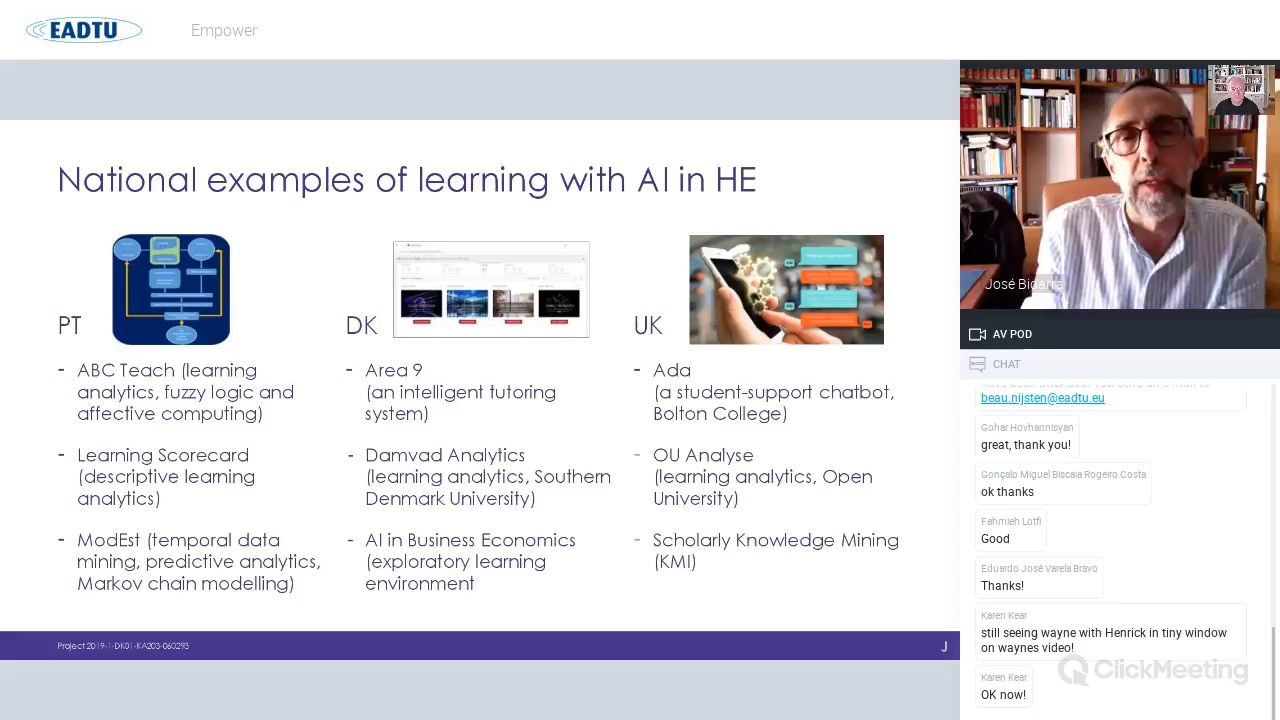 EADTU
Empower
National examples of learning with AI in HE
PT
- ABC Teach (learning
analytics, fuzzy logic and
affective computing)
- Learning Scorecard
(descriptive learning
analytics)
- ModEst (temporal data
mining, predictive analytics,
Markov chain modelling)
DK
- Area 9
(an intelligent tutoring
system)
- Damvad Analytics
(learning analytics, Southern
Denmark University)
- AI in Business Economics
(exploratory learning
environment
UK
- Ada
(a student-support chatbot,
Bolton College)
- OU Analyse
(learning analytics, Open
University)
- Scholarly Knowledge Mining
(KMI)
Project 2019-1-DK01-KA203-060293
J
José Bidarra
AV POD
CHAT
beau.nijsten@eadtu.eu
Gohar Hovhannisyan
great, thank you!
Gonçalo Miguel Biscaia Rogeiro Costa
ok thanks
Fahmieh Lotfi
Good
Eduardo José Varela Bravo
Thanks!
Karen Kear
still seeing wayne with Henrick in tiny window
on waynes video!
ClickMeeting
Karen Kear
OK now!